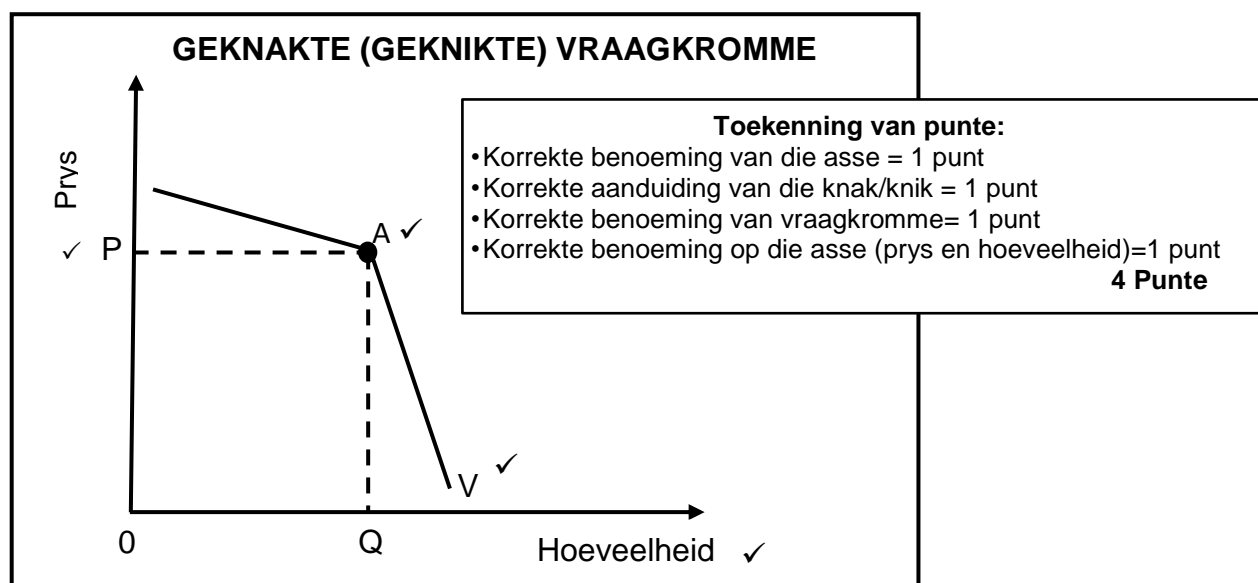 GEKNAKTE (GEKNIKTE) VRAAGKROMME
Toekenning van punte:
•Korrekte benoeming van die asse = 1 punt
•Korrekte aanduiding van die knak/knik = 1 punt
•Korrekte benoeming van vraagkromme= 1 punt
•Korrekte benoeming op die asse (prys en hoeveelheid)=1 punt
4 Punte
Prys
A ✓
✓ P
V ✓
0
Q
Hoeveelheid ✓